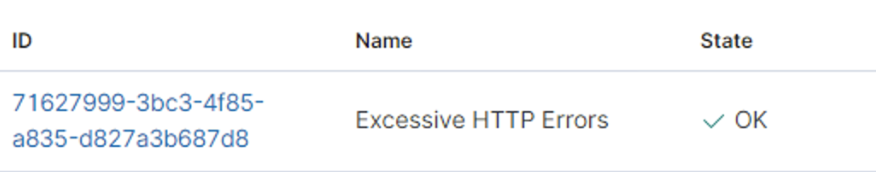 ID Name State
71627999-3bc3-4f85-
a835-d827a3b687d8
Excessive HTTP Errors
OK